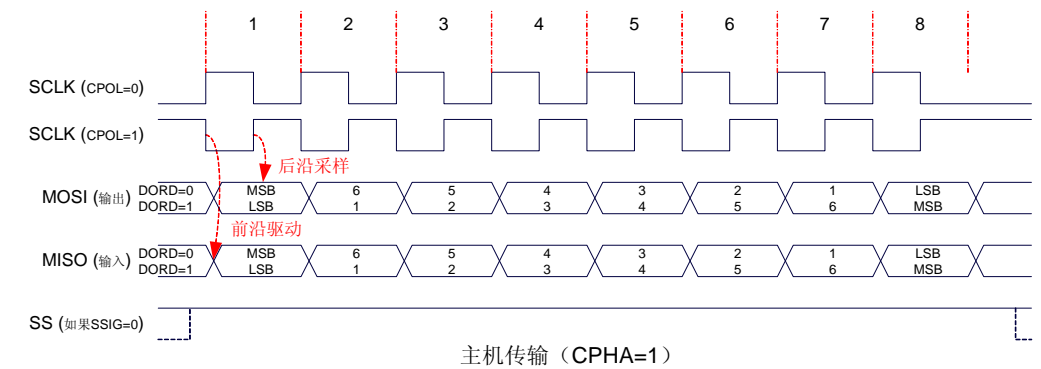 1 2 3 4 5 6 7 8
SCLK (CPOL=0)
SCLK (CPOL=1)
后沿采样
MOSI (输出) DORD=0 MSB 6 5 4 3 2 1 LSB
DORD=1 LSB 1 2 3 4 5 6 MSB
前沿驱动
MISO (输入) DORD=0 MSB 6 5 4 3 2 1 LSB
DORD=1 LSB 1 2 3 4 5 6 MSB
SS (如果SSIG=0)
主机传输（CPHA=1）